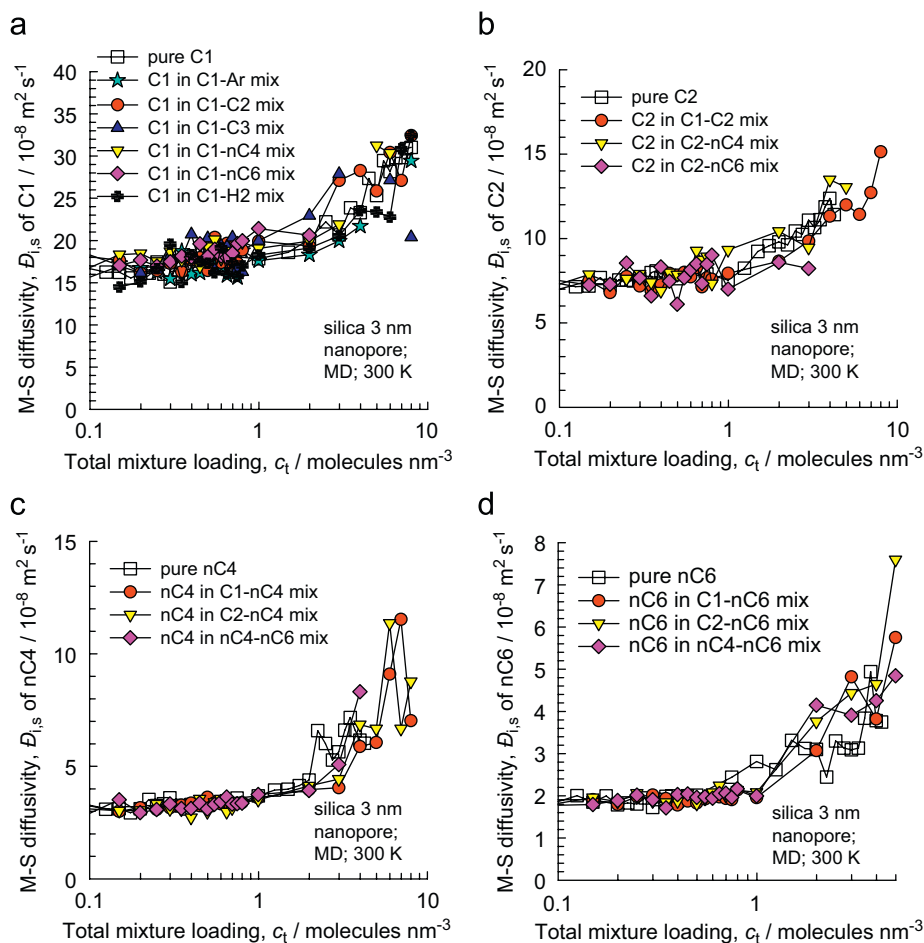 a
M-S diffusivity, Đi,s of C1 / 10-8 m2 s-1
40
35
30
25
20
15
10
5
0
pure C1
C1 in C1-Ar mix
C1 in C1-C2 mix
C1 in C1-C3 mix
C1 in C1-nC4 mix
C1 in C1-nC6 mix
C1 in C1-H2 mix
silica 3 nm
nanopore;
MD; 300 K
0.1 1 10
Total mixture loading, ct / molecules nm-3
b
M-S diffusivity, Đi,s of C2 / 10-8 m2 s-1
20
15
10
5
0
pure C2
C2 in C1-C2 mix
C2 in C2-nC4 mix
C2 in C2-nC6 mix
silica 3 nm
nanopore;
MD; 300 K
0.1 1 10
Total mixture loading, ct / molecules nm-3
c
M-S diffusivity, Đi,s of nC4 / 10-8 m2 s-1
15
10
5
0
pure nC4
nC4 in C1-nC4 mix
nC4 in C2-nC4 mix
nC4 in nC4-nC6 mix
silica 3 nm
nanopore;
MD; 300 K
0.1 1 10
Total mixture loading, ct / molecules nm-3
d
M-S diffusivity, Đi,s of nC6 / 10-8 m2 s-1
8
7
6
5
4
3
2
1
0
pure nC6
nC6 in C1-nC6 mix
nC6 in C2-nC6 mix
nC6 in nC4-nC6 mix
silica 3 nm
nanopore;
MD; 300 K
0.1 1
Total mixture loading, ct / molecules nm-3